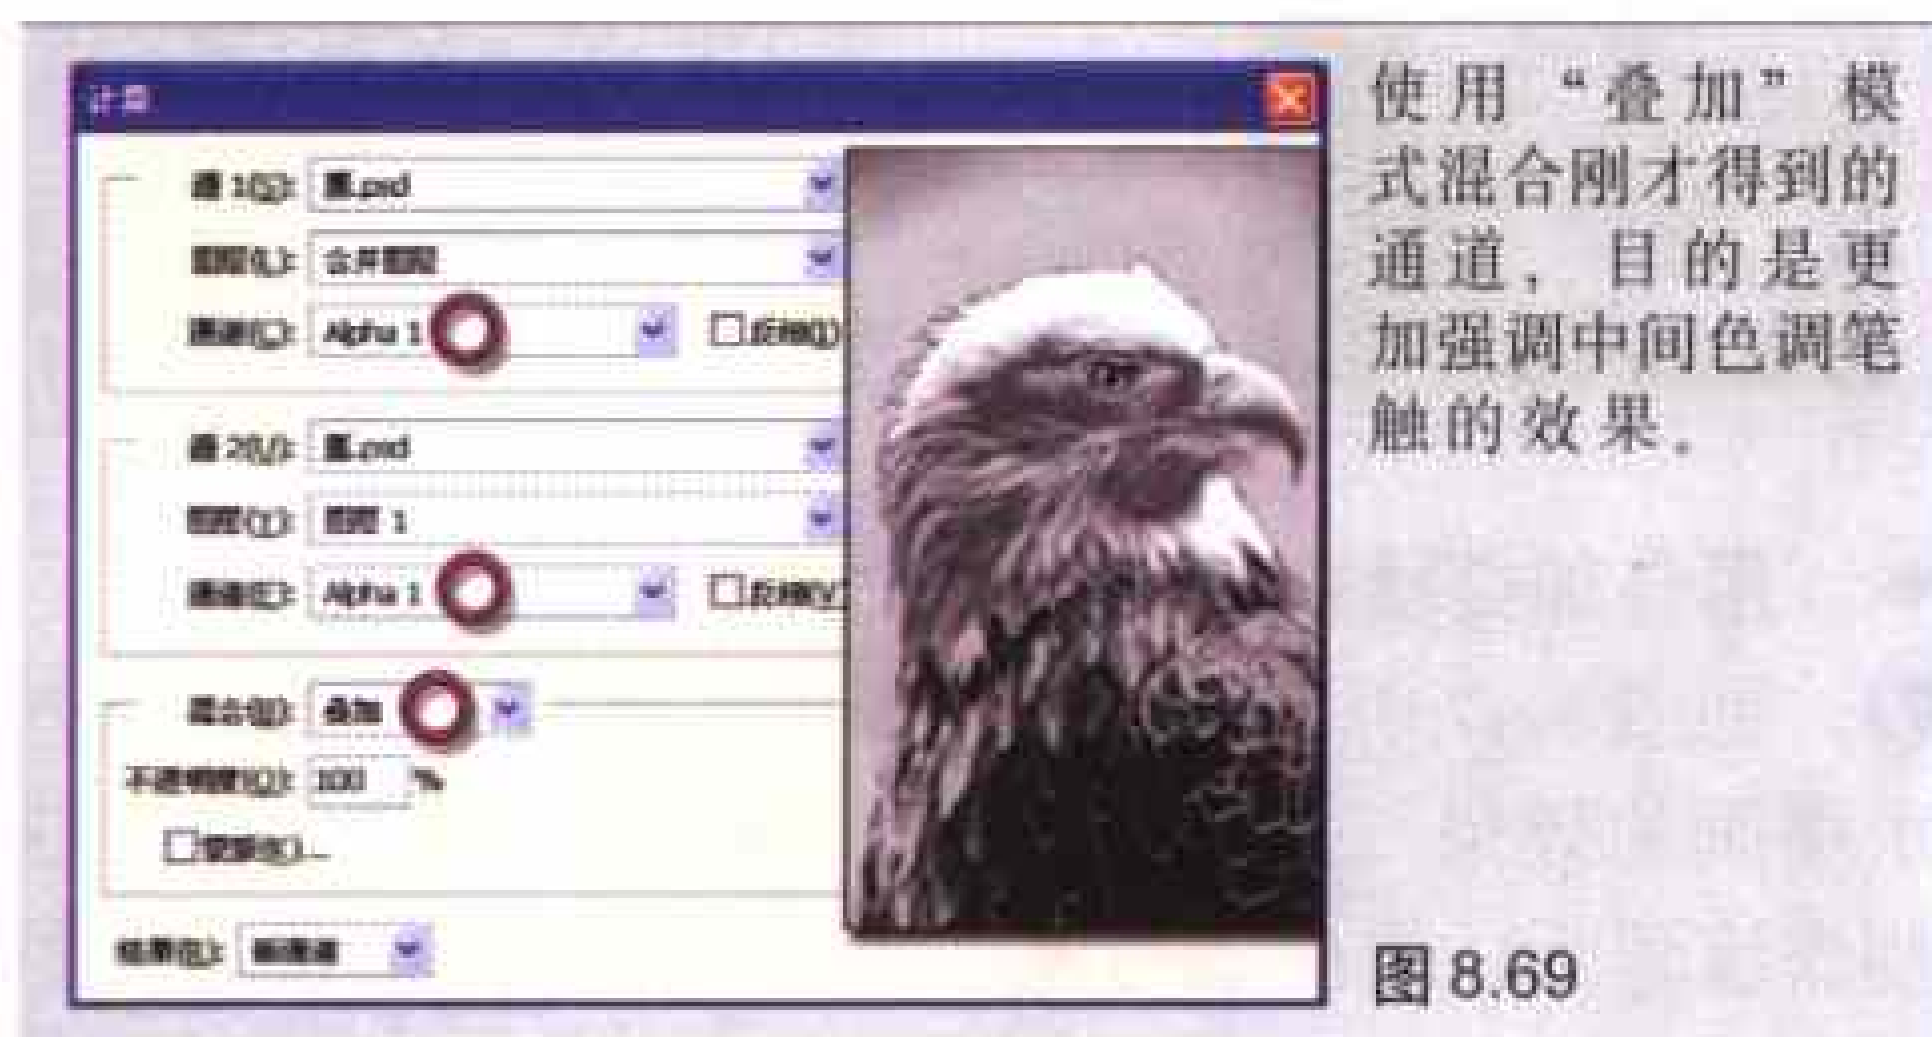 计算
源 1(S):
.psd
图层(L): 合并图层
通道(C): Alpha 1
反相(I)
源 2(U):
.psd
图层(Y): 图层 1
通道(E): Alpha 1
反相(V)
混合(B): 叠加
不透明度(O): 100 %
结果(R): 新通道
使用“叠加”模
式混合刚才得到的
通道，目的是更
加强调中间色调笔
触的效果。
图 8.69